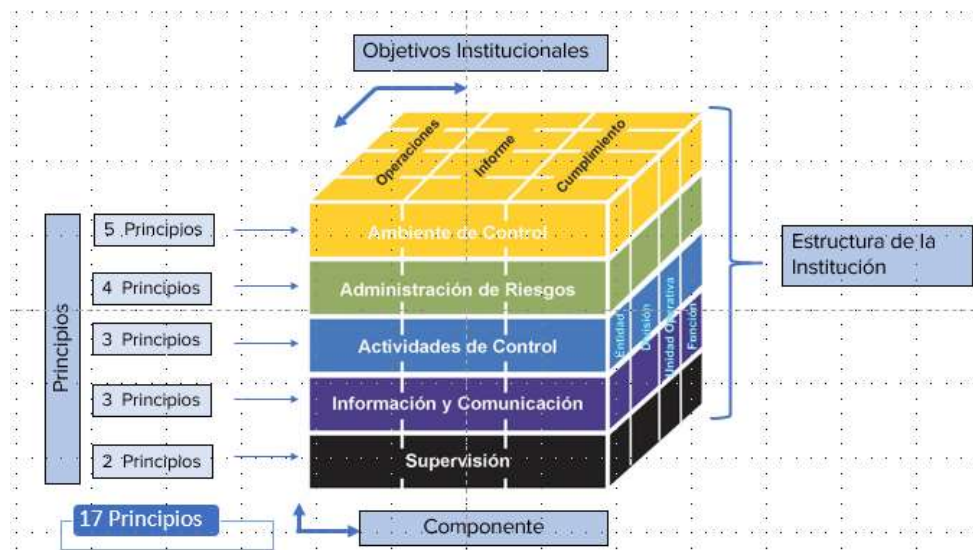 Objetivos Institucionales
Operaciones
Informe
Cumplimiento
Principios
5 Principios
4 Principios
3 Principios
3 Principios
2 Principios
17 Principios
Ambiente de Control
Administración de Riesgos
Actividades de Control
Información y Comunicación
Supervisión
Entidad
División
Unidad Operativa
Función
Estructura de la
Institución
Componente